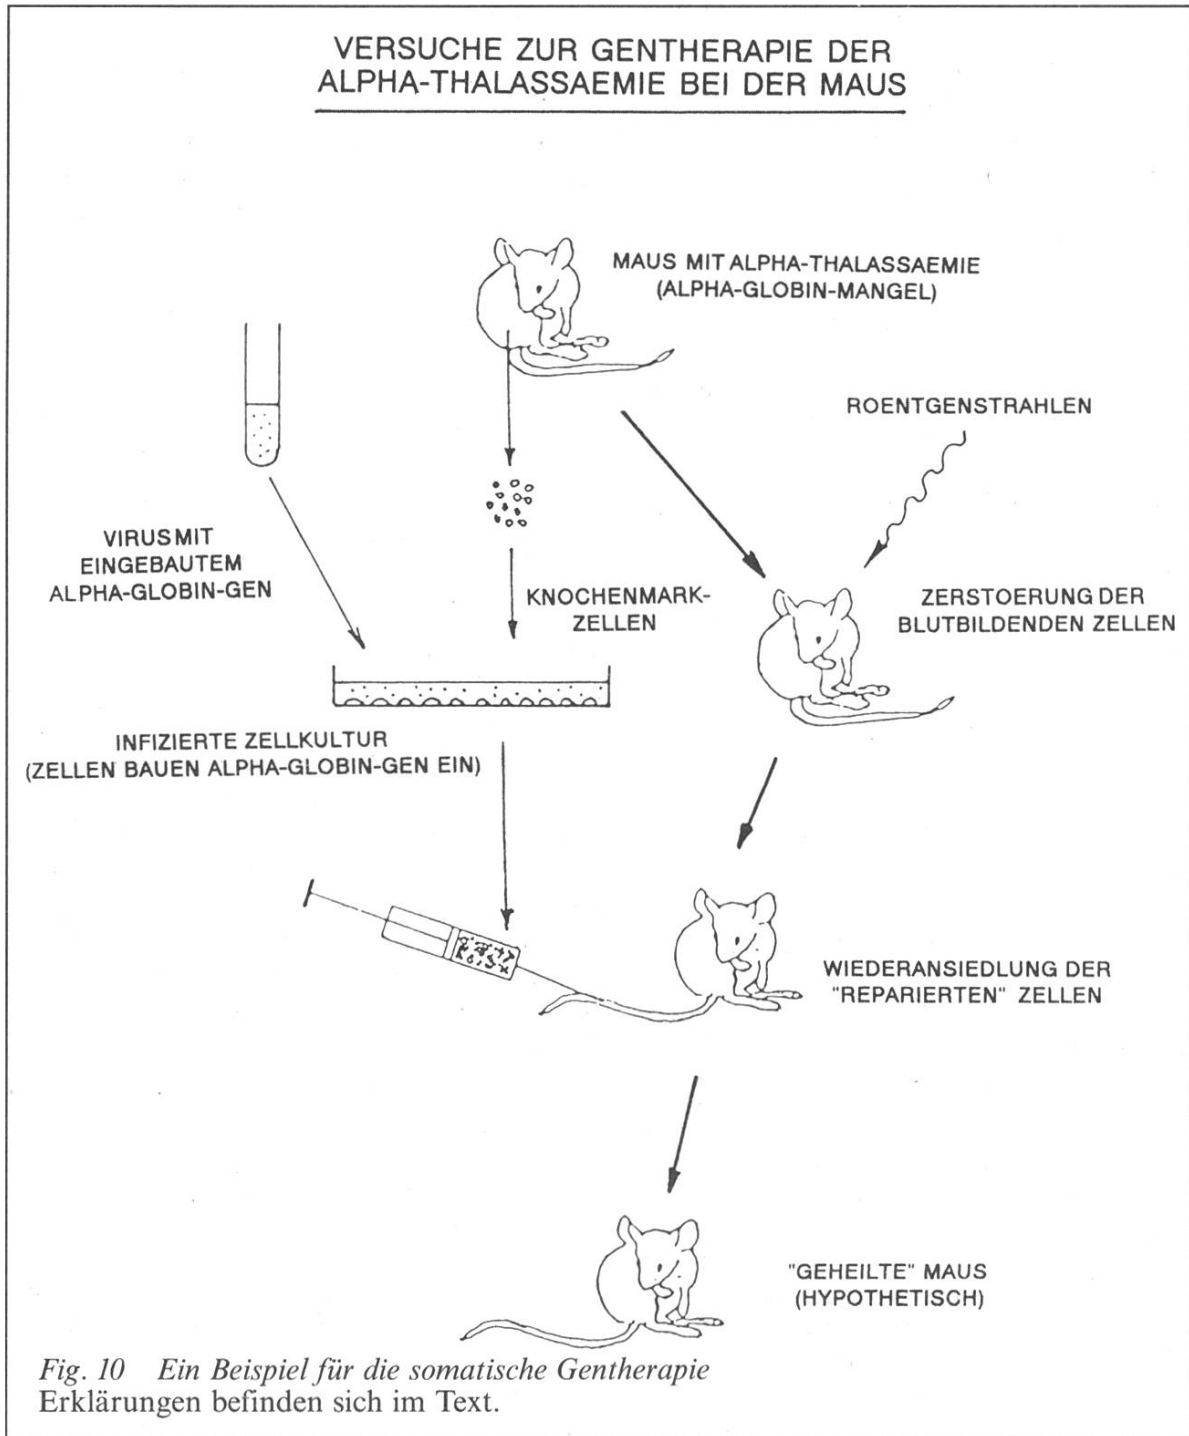 VERSUCHE ZUR GENTHERAPIE DER
ALPHA-THALASSAEMIE BEI DER MAUS
MAUS MIT ALPHA-THALASSAEMIE
(ALPHA-GLOBIN-MANGEL)
ROENTGENSTRAHLEN
VIRUS MIT
EINGEBAUTEM
ALPHA-GLOBIN-GEN
KNOCHENMARK-
ZELLEN
ZERSTOERUNG DER
BLUTBILDENDEN ZELLEN
INFIZIERTE ZELLKULTUR
(ZELLEN BAUEN ALPHA-GLOBIN-GEN EIN)
WIEDERANSIEDLUNG DER
"REPARIERTEN" ZELLEN
"GEHEILTE" MAUS
(HYPOTHETISCH)
Fig. 10 Ein Beispiel für die somatische Gentherapie
Erklärungen befinden sich im Text.